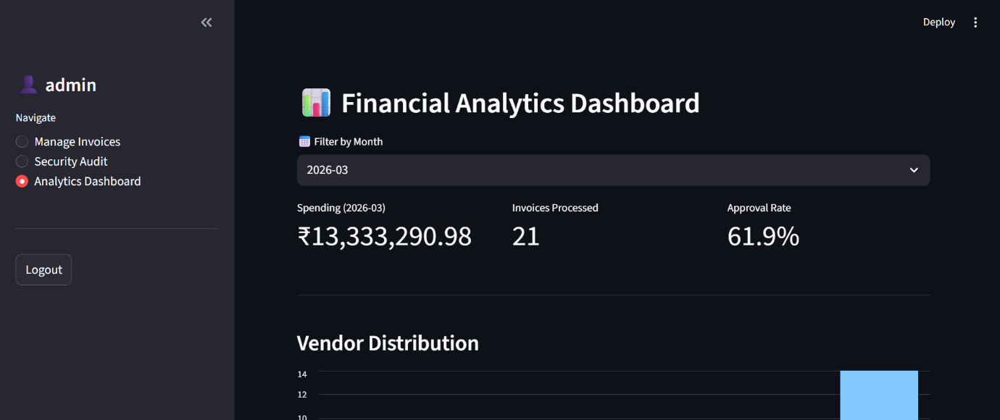 Deploy
admin
Navigate
Manage Invoices
Security Audit
Analytics Dashboard
Logout
Financial Analytics Dashboard
Filter by Month
2026-03
Spending (2026-03)
₹13,333,290.98
Invoices Processed
21
Approval Rate
61.9%
Vendor Distribution
14
12
10